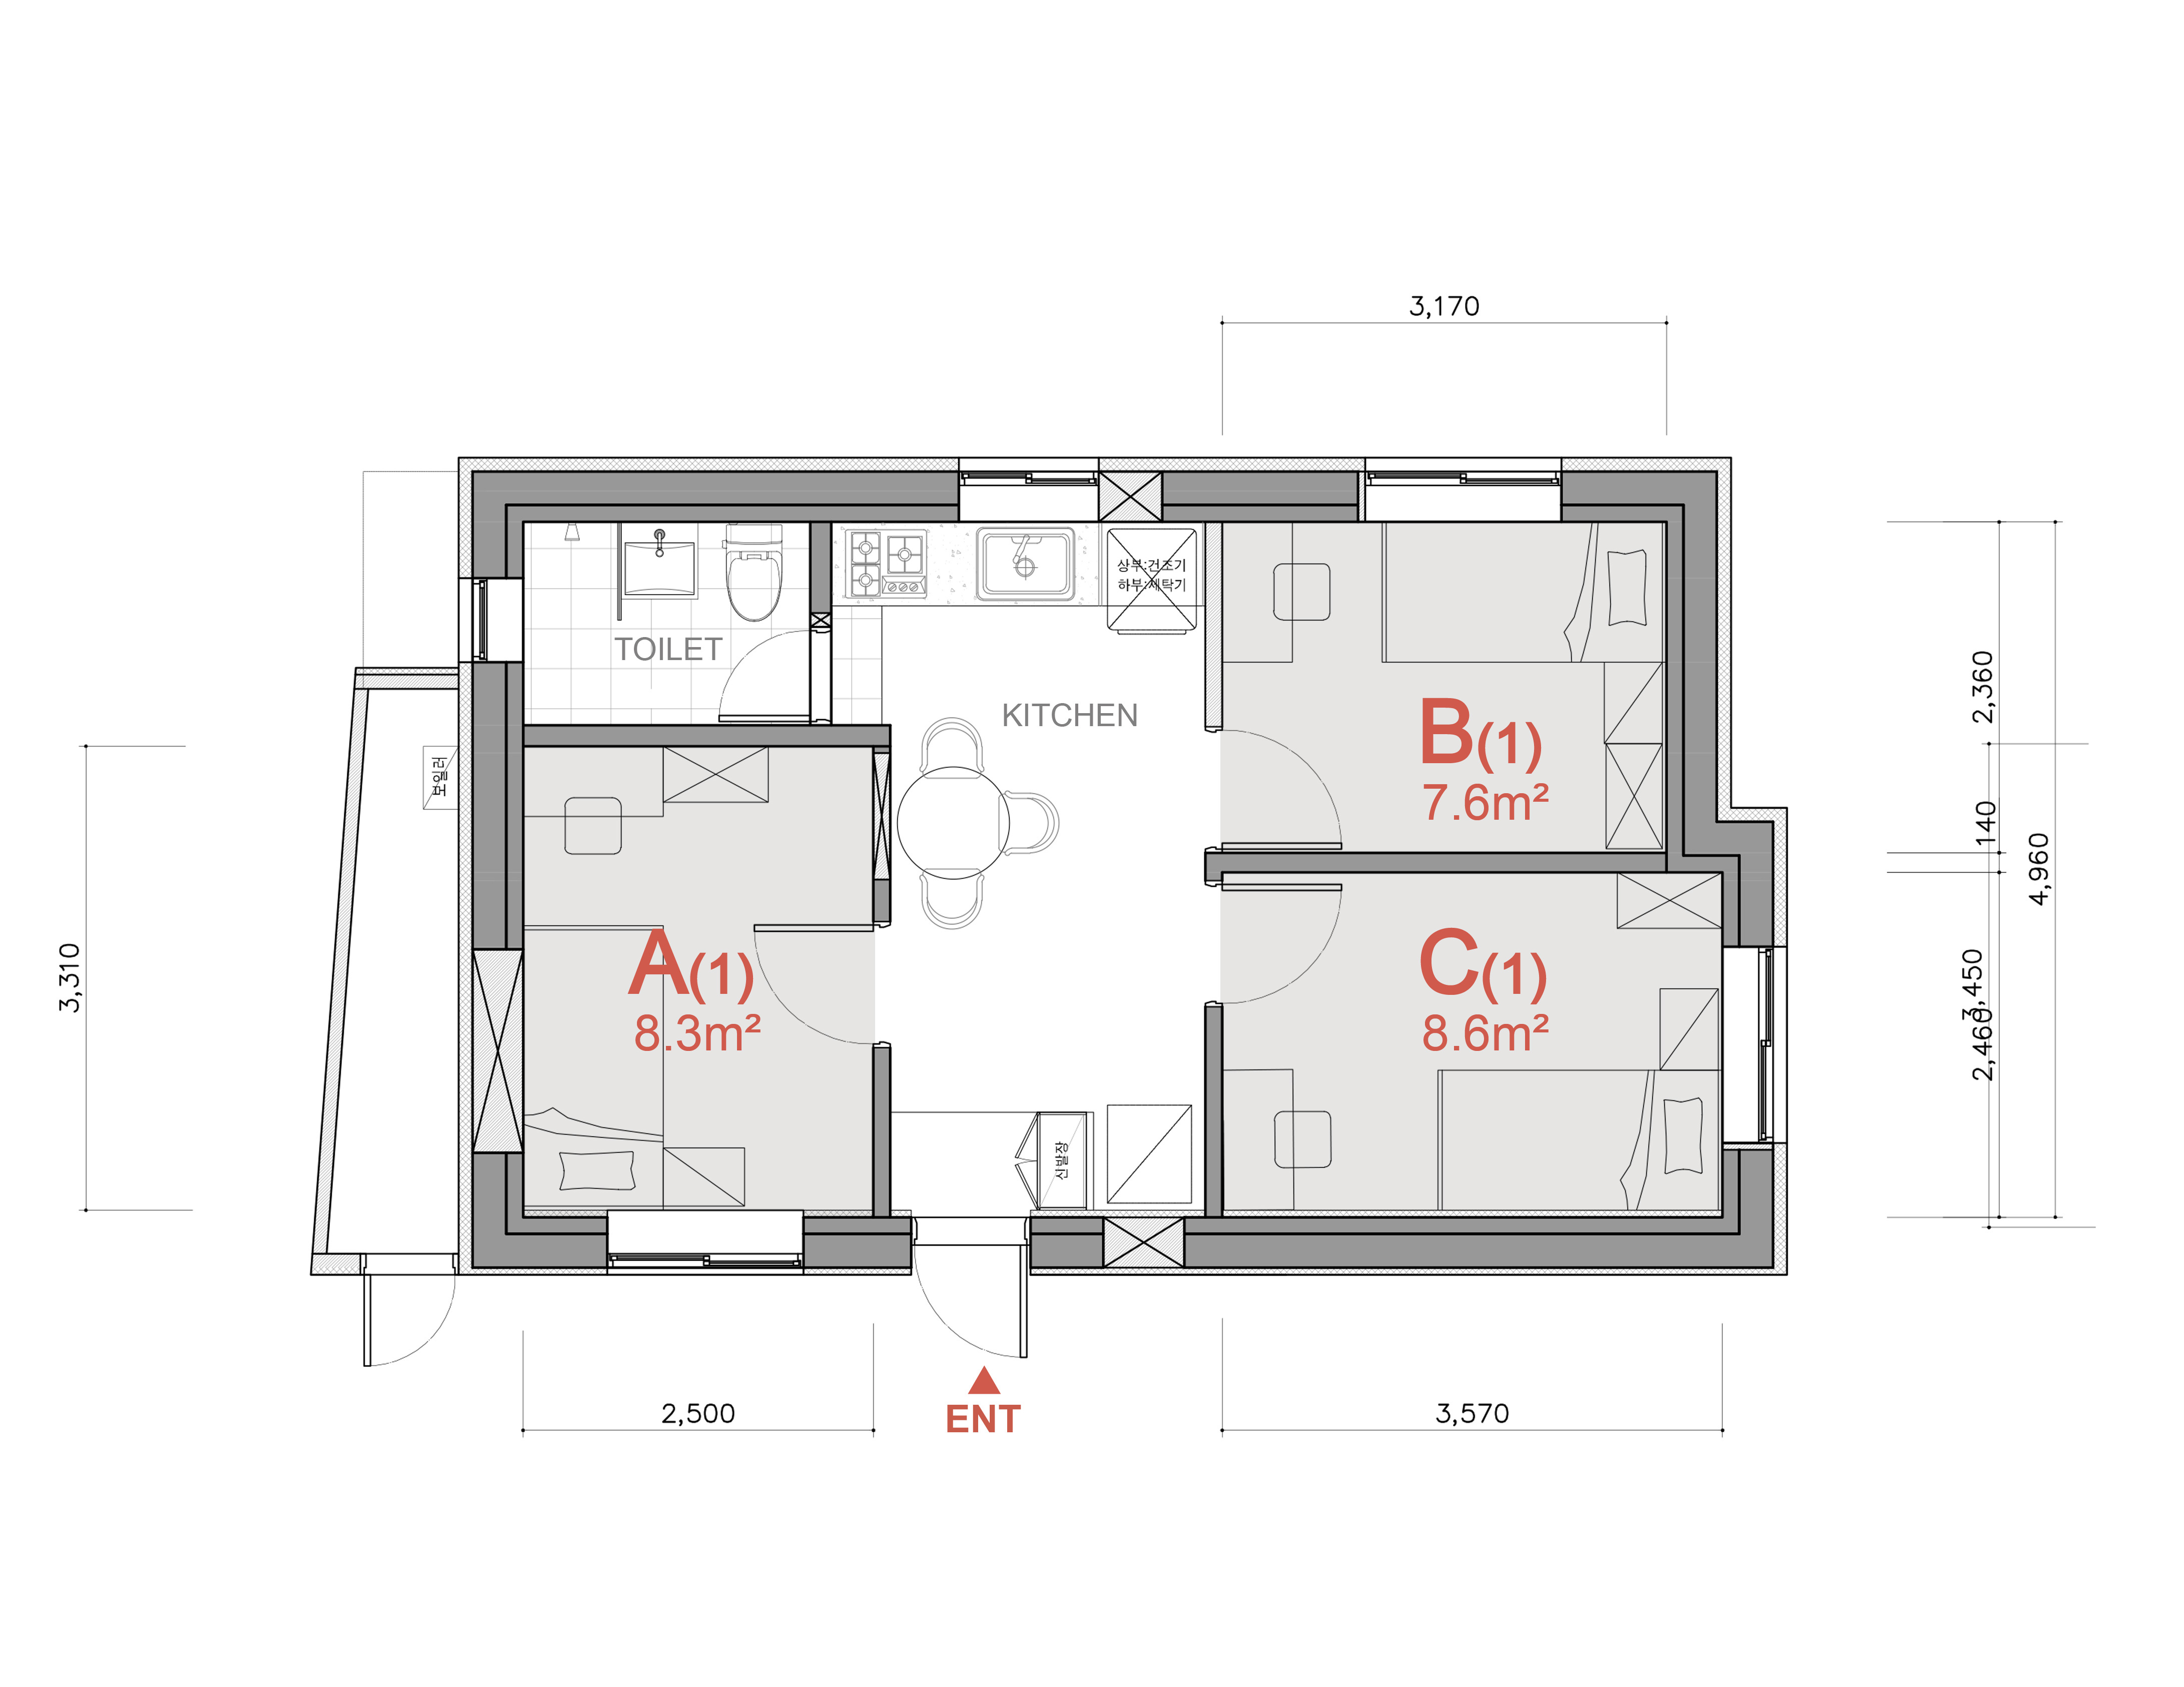 3,170
상부:건조기
하부:세탁기
TOILET
KITCHEN
B(1)
7.6m²
보일러
A(1)
8.3m²
C(1)
8.6m²
신발장
2,360
140
4,960
3,450
2,460
3,310
2,500
3,570
ENT